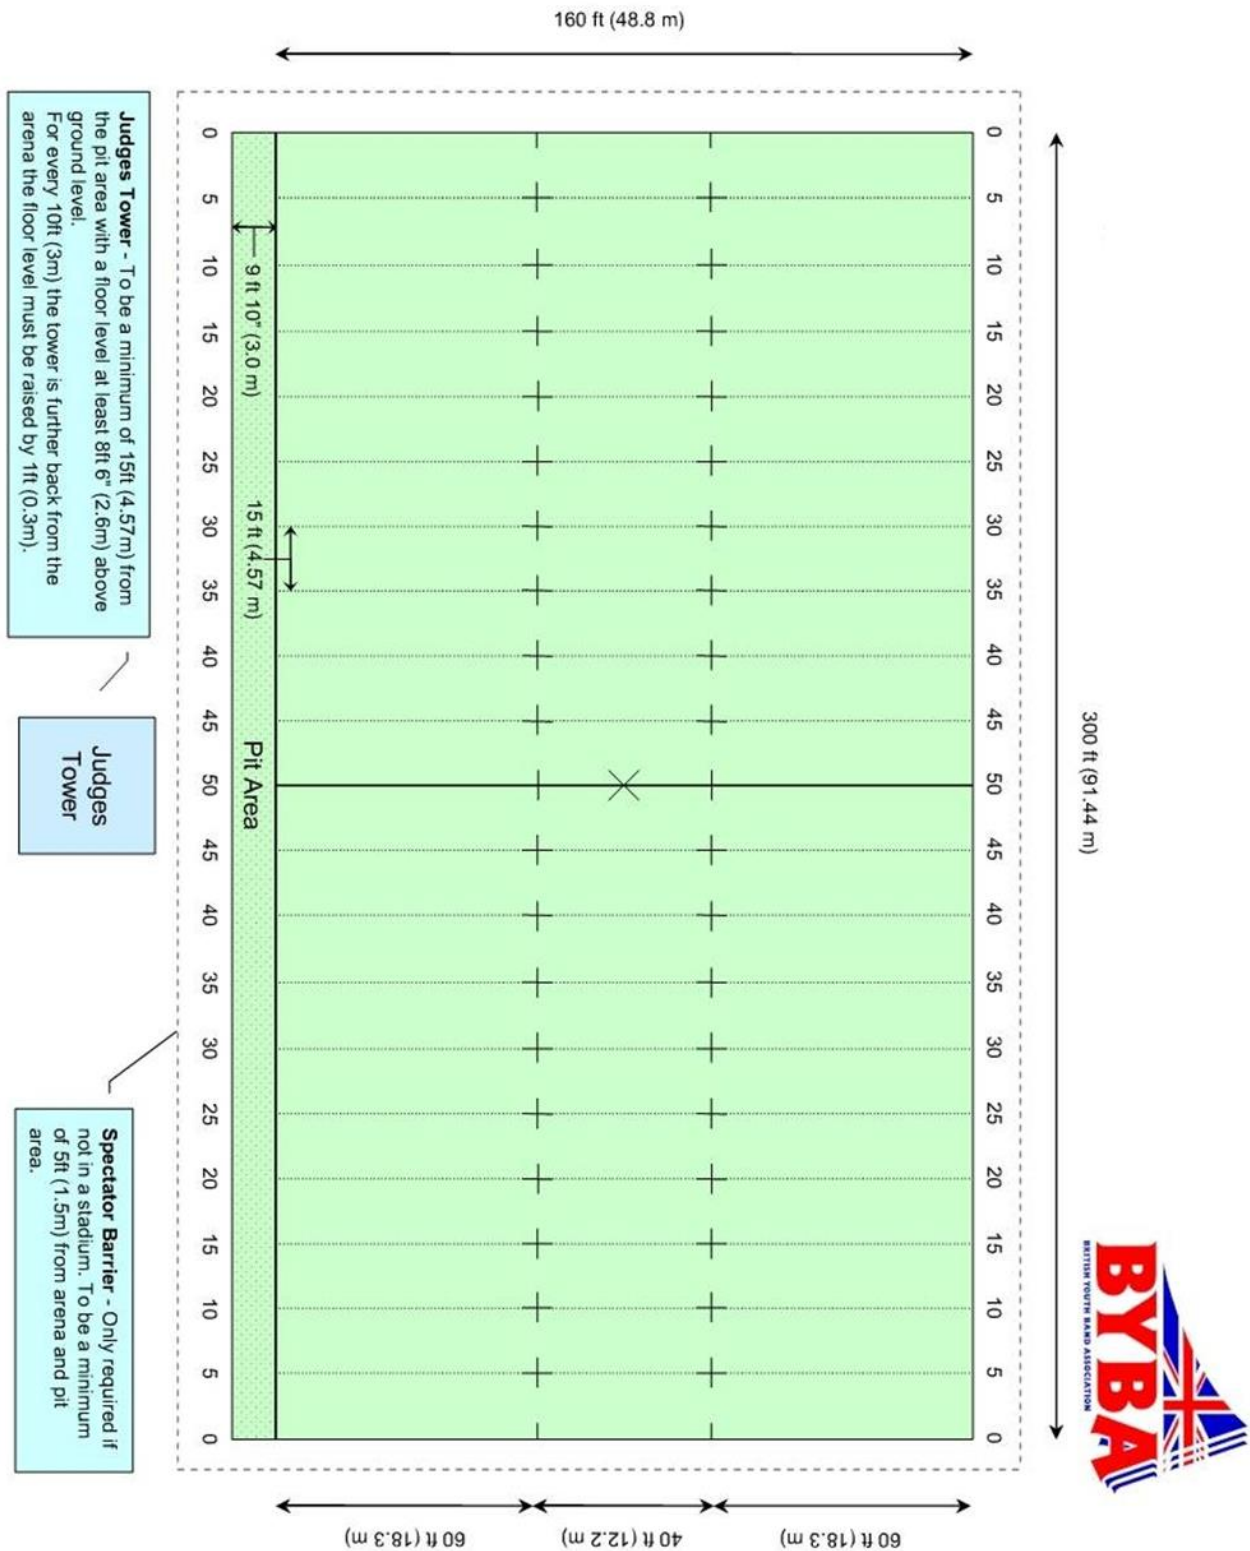 160 ft (48.8 m)
300 ft (91.44 m)
BYBA
BRITISH YOUTH BAND ASSOCIATION
0 5 10 15 20 25 30 35 40 45 50 45 40 35 30 25 20 15 10 5 0
60 ft (18.3 m)
40 ft (12.2 m)
60 ft (18.3 m)
15 ft (4.57 m)
9 ft 10" (3.0 m)
Pit Area
0 5 10 15 20 25 30 35 40 45 50 45 40 35 30 25 20 15 10 5 0
Judges Tower - To be a minimum of 15ft (4.57m) from
the pit area with a floor level at least 8ft 6" (2.6m) above
ground level.
For every 10ft (3m) the tower is further back from the
arena the floor level must be raised by 1ft (0.3m).
Judges
Tower
Spectator Barrier - Only required if
not in a stadium. To be a minimum
of 5ft (1.5m) from arena and pit
area.